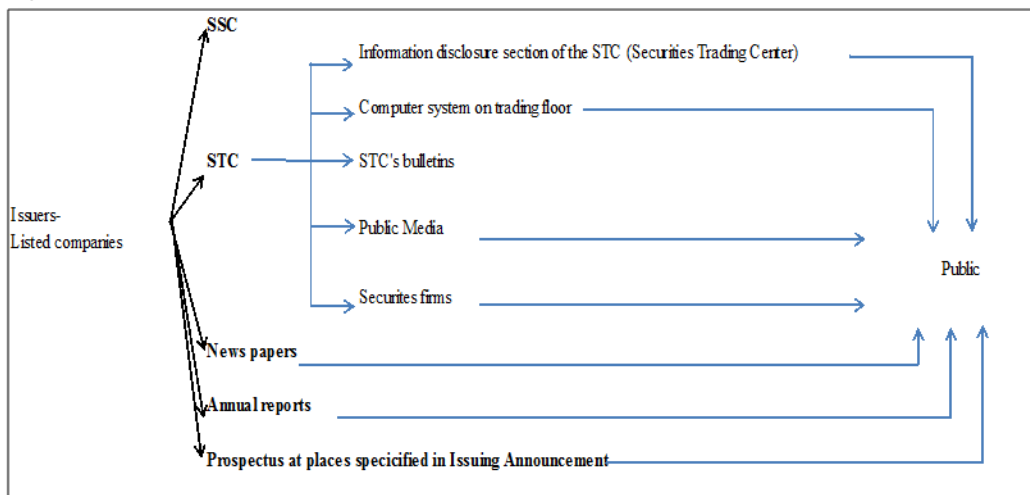 SSC
Information disclosure section of the STC (Securities Trading Center)
Computer system on trading floor
STC
STC's bulletins
Issuers-
Listed companies
Public Media
Public
Securites firms
News papers
Annual reports
Prospectus at places specicified in Issuing Announcement